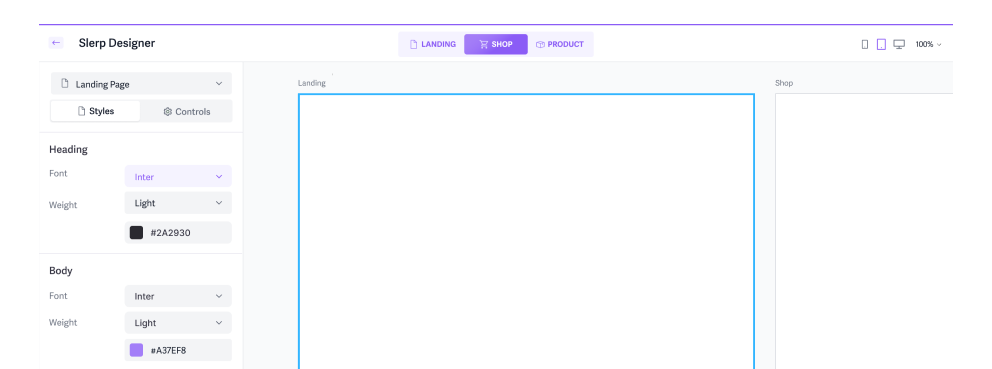 Slerp Designer
LANDING
SHOP
PRODUCT
100%
Landing Page
Styles
Controls
Heading
Font
Inter
Weight
Light
#2A2930
Body
Font
Inter
Weight
Light
#A37EF8
Landing
Shop